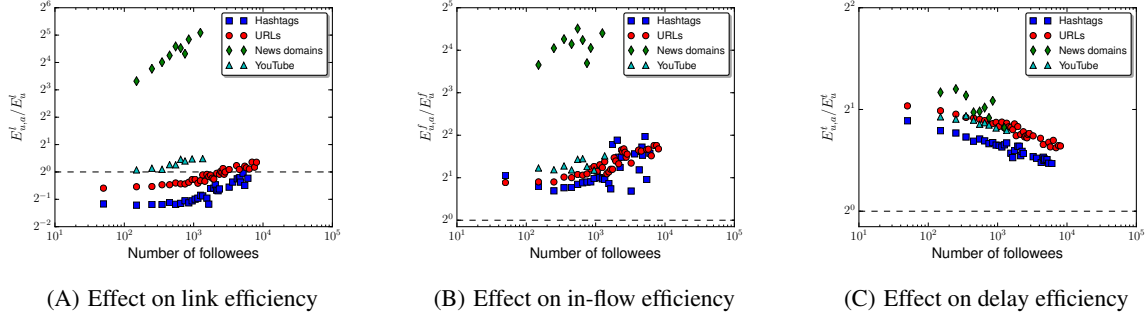 2^6
2^5
2^4
2^3
2^2
2^1
2^0
2^-1
2^-2
E^l_{u,a}/E^l_u
Hashtags
URLs
News domains
YouTube
10^1 10^2 10^3 10^4 10^5
Number of followees
(A) Effect on link efficiency
2^5
2^4
2^3
2^2
2^1
2^0
E^f_{u,a}/E^f_u
Hashtags
URLs
News domains
YouTube
10^1 10^2 10^3 10^4 10^5
Number of followees
(B) Effect on in-flow efficiency
2^2
2^1
2^0
E^t_{u,a}/E^t_u
Hashtags
URLs
News domains
YouTube
10^1 10^2 10^3 10^4 10^5
Number of followees
(C) Effect on delay efficiency